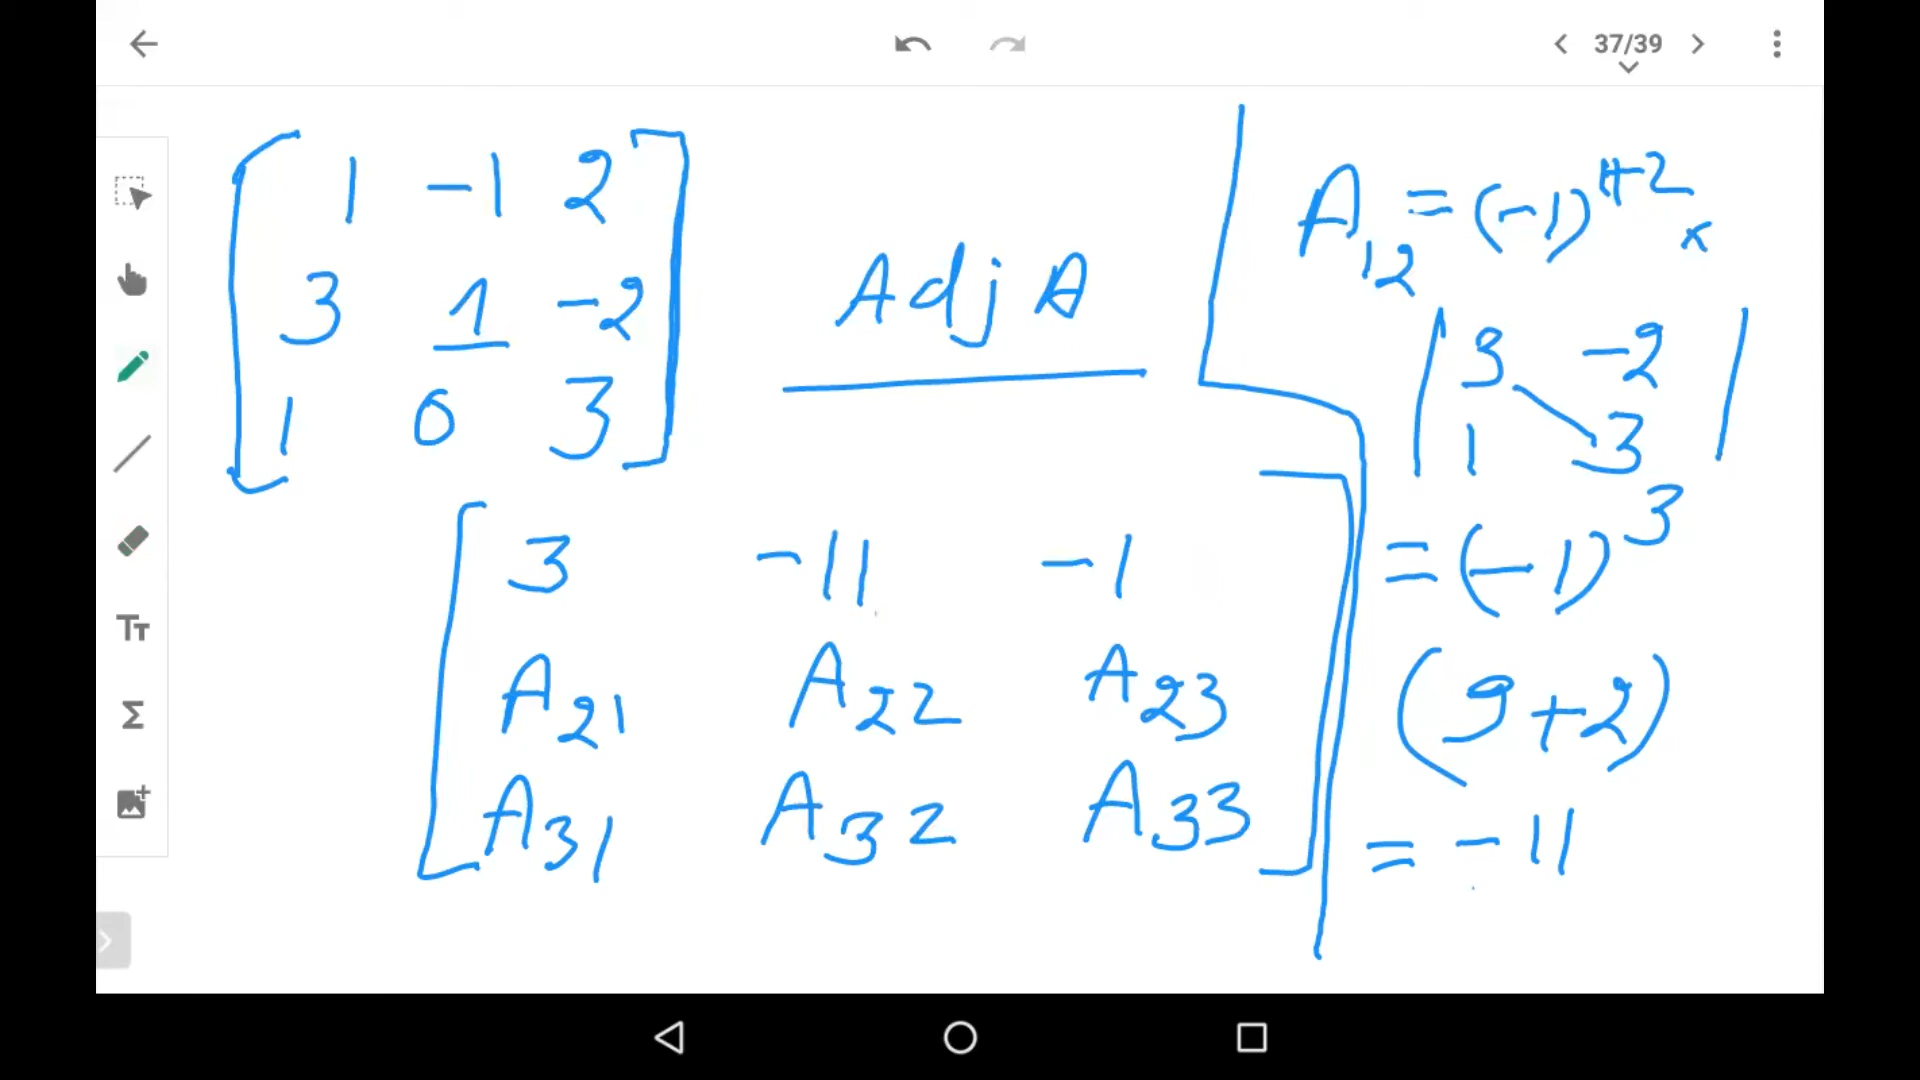 37/39
1 -1 2
3 1 -2
1 0 3
Adj A
3 -11 -1
A21 A22 A23
A31 A32 A33
A12 = (-1)^1+2 x
3 -2
1 3
= (-1)^3
(9+2)
= -11
Tт
Σ